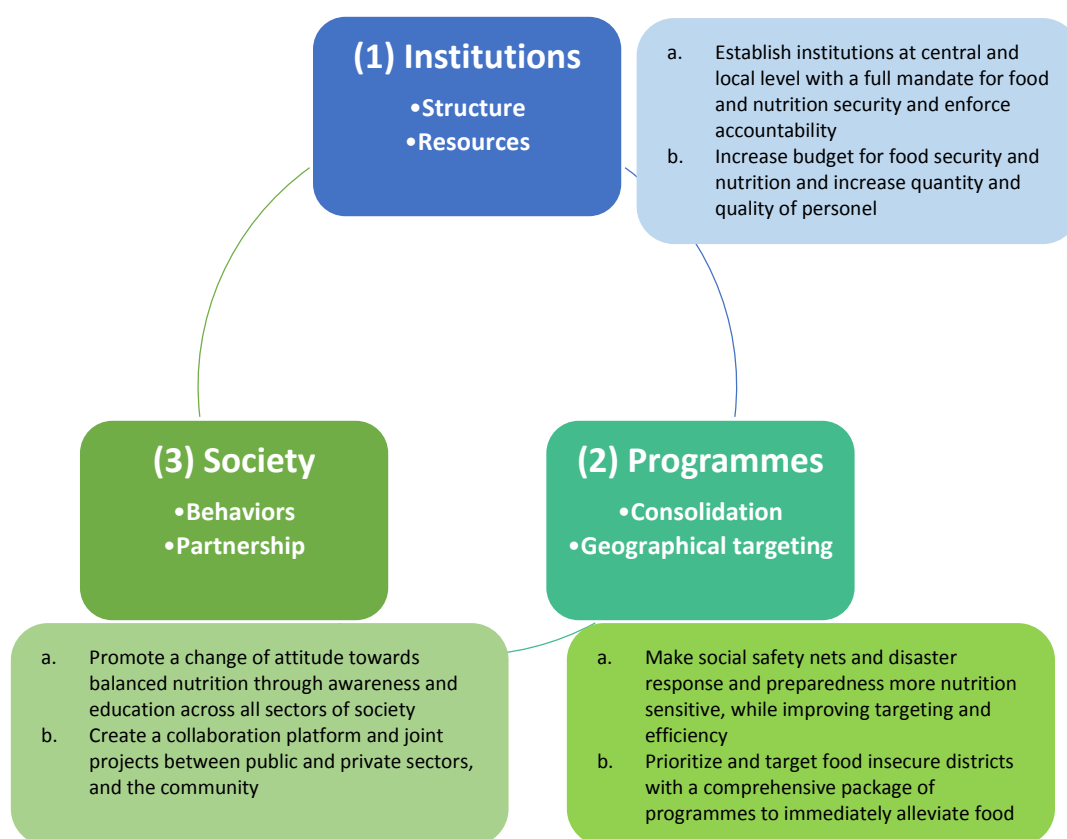 (1) Institutions
•Structure
•Resources
a. Establish institutions at central and
local level with a full mandate for food
and nutrition security and enforce
accountability
b. Increase budget for food security and
nutrition and increase quantity and
quality of personel
(3) Society
•Behaviors
•Partnership
(2) Programmes
•Consolidation
•Geographical targeting
a. Promote a change of attitude towards
balanced nutrition through awareness and
education across all sectors of society
b. Create a collaboration platform and joint
projects between public and private sectors,
and the community
a. Make social safety nets and disaster
response and preparedness more nutrition
sensitive, while improving targeting and
efficiency
b. Prioritize and target food insecure districts
with a comprehensive package of
programmes to immediately alleviate food